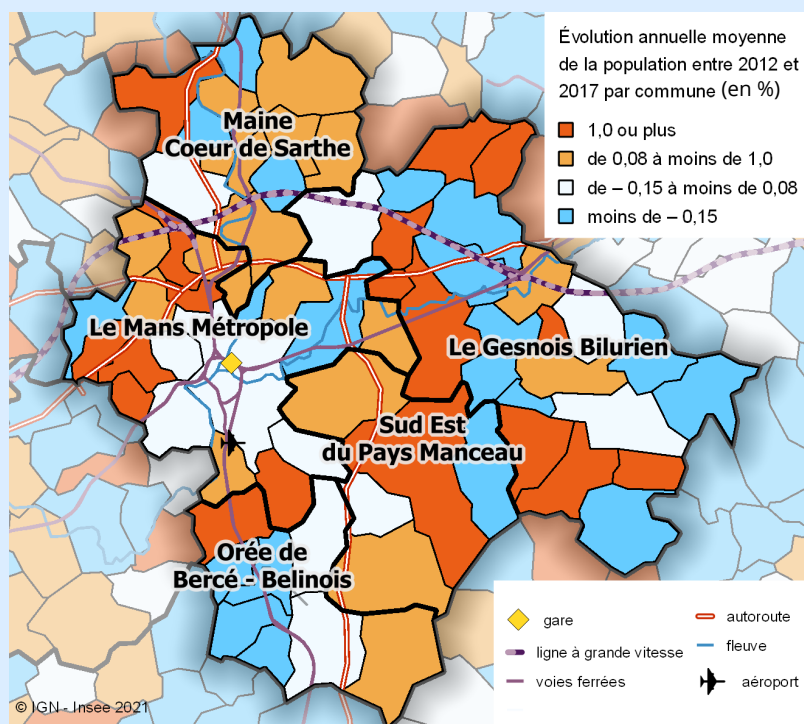 Évolution annuelle moyenne
de la population entre 2012 et
2017 par commune (en %)
1,0 ou plus
de 0,08 à moins de 1,0
de – 0,15 à moins de 0,08
moins de – 0,15
Maine
Coeur de Sarthe
Le Mans Métropole
Le Gesnois Bilurien
Sud Est
du Pays Manceau
Orée de
Bercé - Belinois
gare
autoroute
ligne à grande vitesse
fleuve
voies ferrées
aéroport
© IGN - Insee 2021